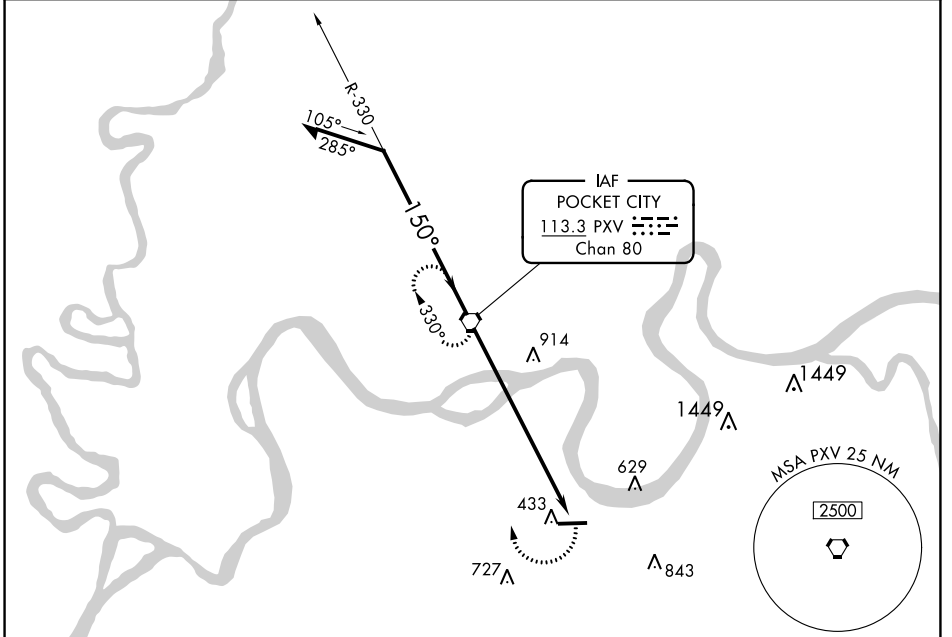 R-330
105°
285°
150°
IAF
POCKET CITY
113.3 PXV
Chan 80
330°
914
1449
1449
629
433
727
843
MSA PXV 25 NM
2500